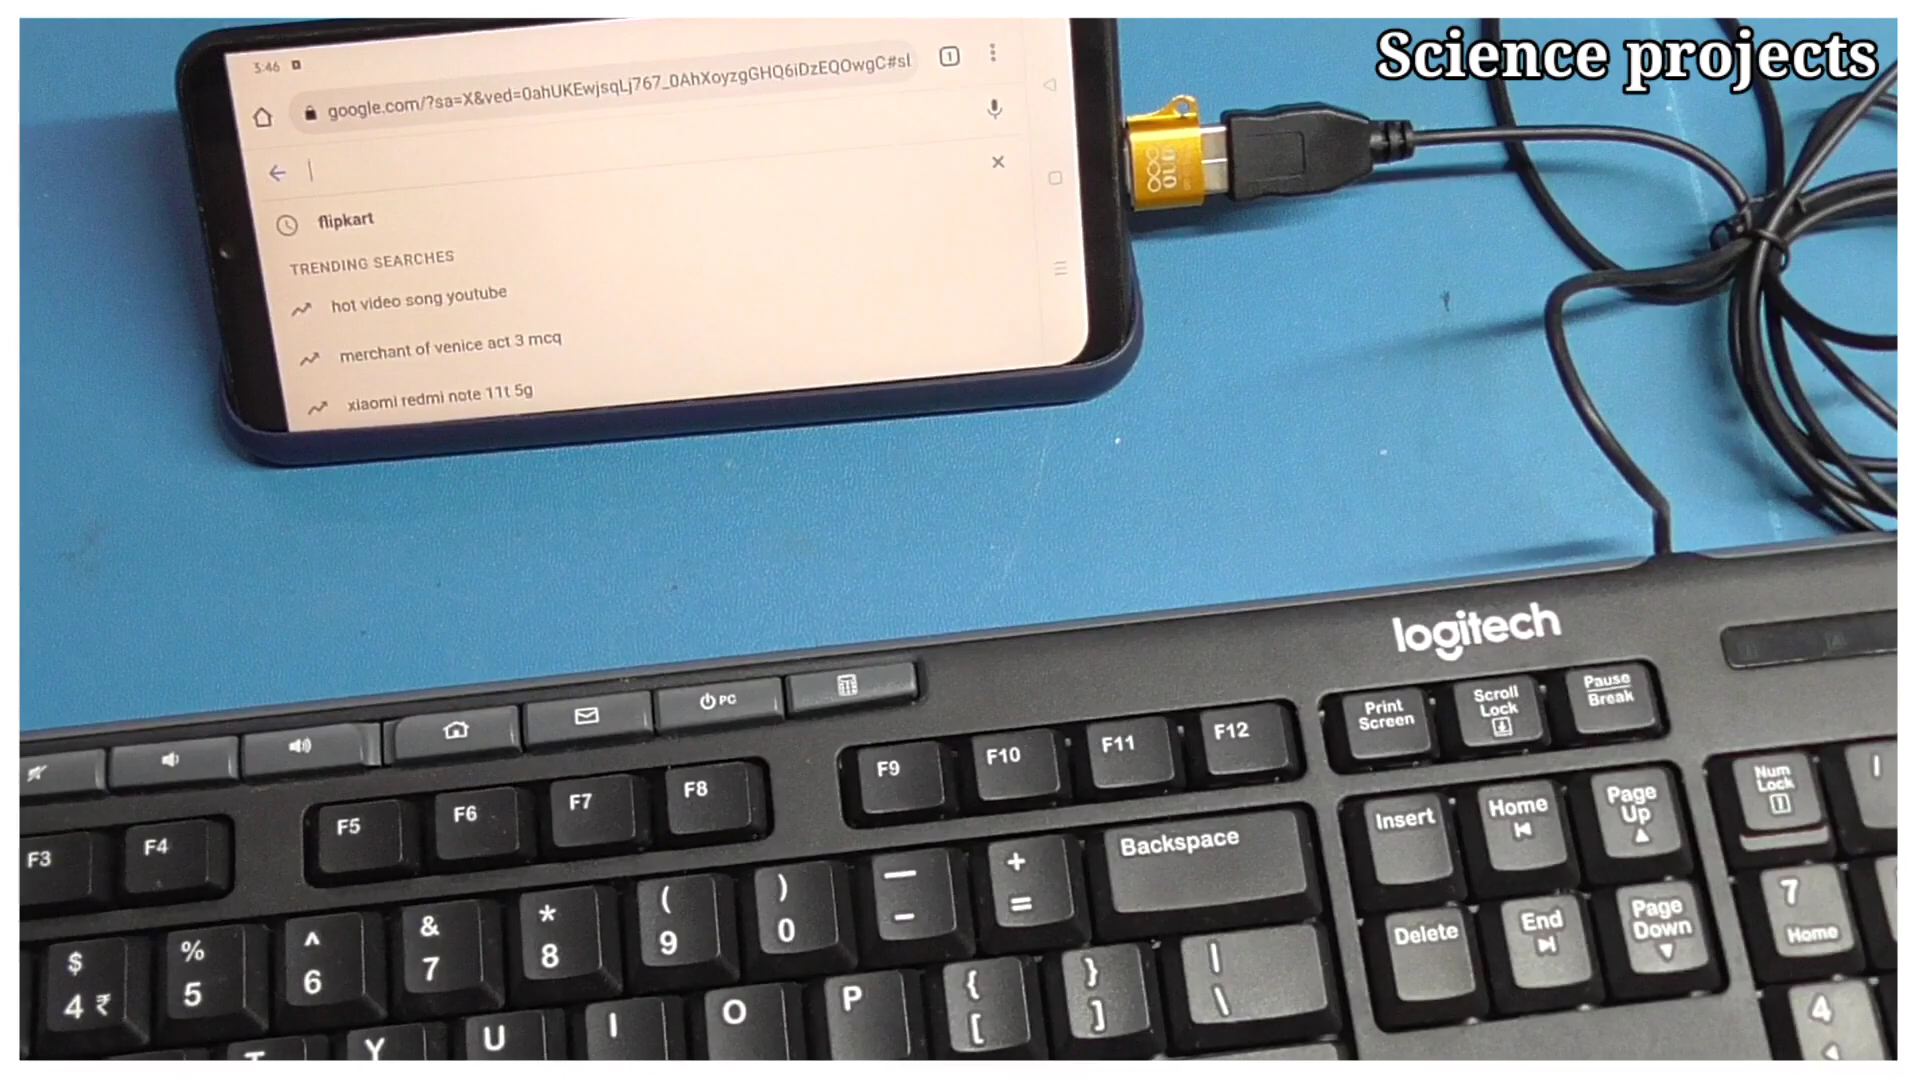 Science projects
3:46
google.com/?sa=X&ved=0ahUKEwjsqLj767_0AhXoyzgGHQ6iDzEQOwgC#sl
1
flipkart
TRENDING SEARCHES
hot video song youtube
merchant of venice act 3 mcq
xiaomi redmi note 11t 5g
logitech
PC
Print Screen
Scroll Lock
Pause Break
F3 F4 F5 F6 F7 F8 F9 F10 F11 F12
Backspace
Insert
Home
Page Up
Num Lock
$ 4 ₹
% 5
^ 6
& 7
* 8
( 9
) 0
— -
+ =
Delete
End
Page Down
7 Home
Y U I O P
{ [
} ]
| \
4